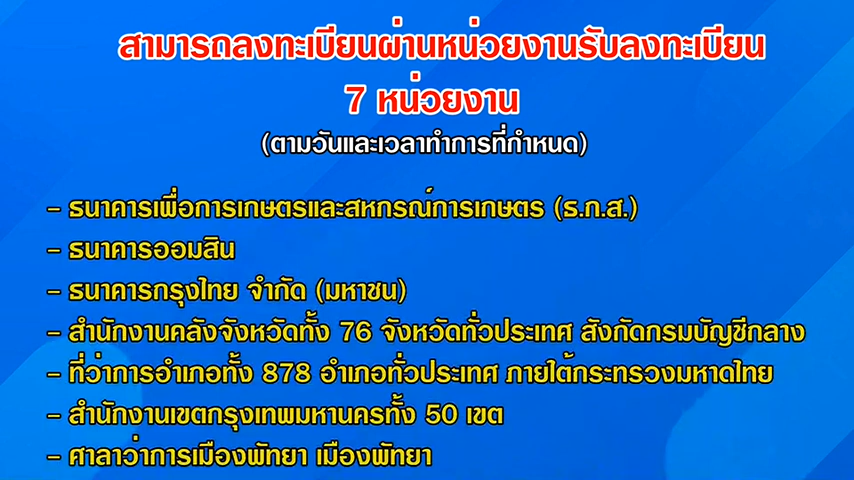 สามารถลงทะเบียนผ่านหน่วยงานรับลงทะเบียน
7 หน่วยงาน
(ตามวันและเวลาทำการที่กำหนด)
– ธนาคารเพื่อการเกษตรและสหกรณ์การเกษตร (ธ.ก.ส.)
– ธนาคารออมสิน
– ธนาคารกรุงไทย จำกัด (มหาชน)
– สำนักงานคลังจังหวัดทั้ง 76 จังหวัดทั่วประเทศ สังกัดกรมบัญชีกลาง
– ที่ว่าการอำเภอทั้ง 878 อำเภอทั่วประเทศ ภายใต้กระทรวงมหาดไทย
– สำนักงานเขตกรุงเทพมหานครทั้ง 50 เขต
– ศาลาว่าการเมืองพัทยา เมืองพัทยา